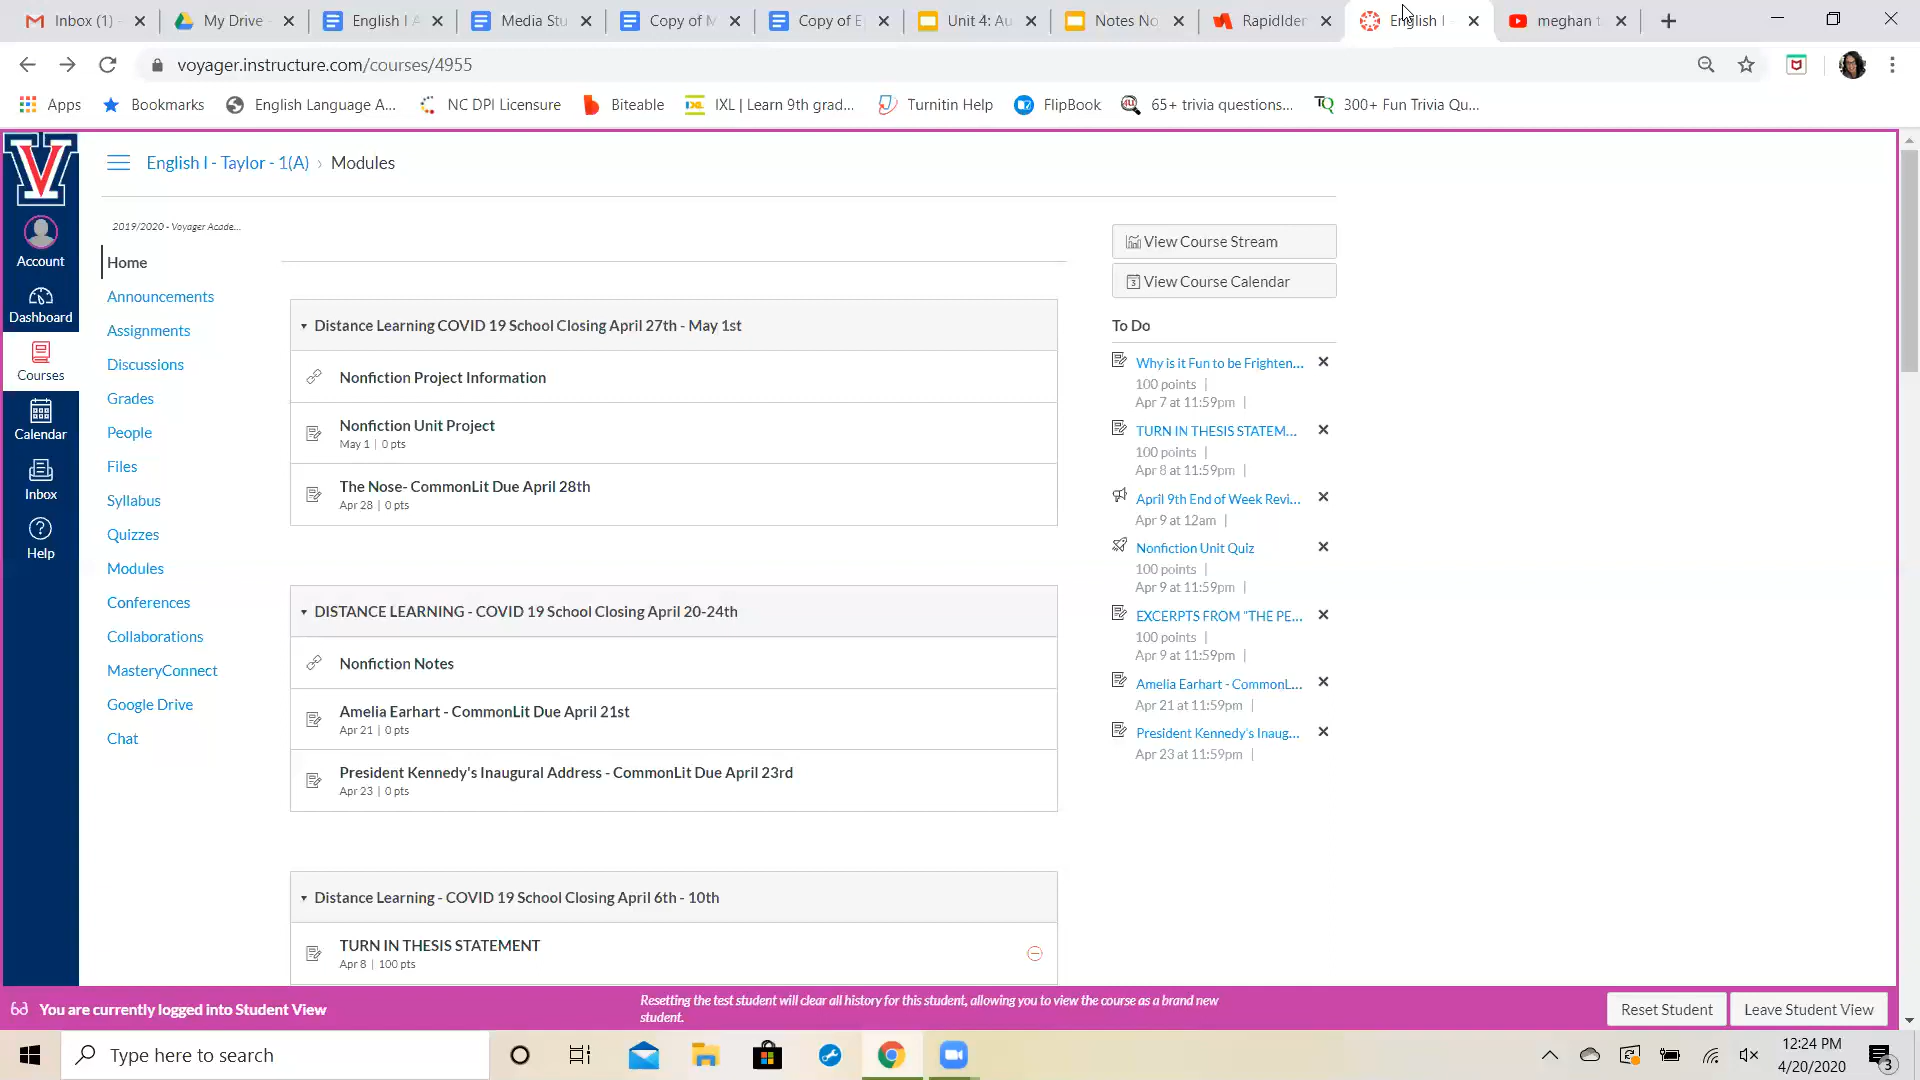 Inbox (1) -
My Drive -
English I A
Media Stu
Copy of M
Copy of E
Unit 4: Au
Notes No
RapidIder
English I -
meghan t
voyager.instructure.com/courses/4955
Apps
Bookmarks
English Language A...
NC DPI Licensure
Biteable
IXL | Learn 9th grad...
Turnitin Help
FlipBook
65+ trivia questions...
300+ Fun Trivia Qu...
V
Account
Dashboard
Courses
Calendar
Inbox
Help
English I - Taylor - 1(A) › Modules
2019/2020 - Voyager Acade...
Home
Announcements
Assignments
Discussions
Grades
People
Files
Syllabus
Quizzes
Modules
Conferences
Collaborations
MasteryConnect
Google Drive
Chat
Distance Learning COVID 19 School Closing April 27th - May 1st
Nonfiction Project Information
Nonfiction Unit Project
May 1 | 0 pts
The Nose- CommonLit Due April 28th
Apr 28 | 0 pts
DISTANCE LEARNING - COVID 19 School Closing April 20-24th
Nonfiction Notes
Amelia Earhart - CommonLit Due April 21st
Apr 21 | 0 pts
President Kennedy's Inaugural Address - CommonLit Due April 23rd
Apr 23 | 0 pts
Distance Learning - COVID 19 School Closing April 6th - 10th
TURN IN THESIS STATEMENT
Apr 8 | 100 pts
View Course Stream
View Course Calendar
To Do
Why is it Fun to be Frighten...
100 points |
Apr 7 at 11:59pm |
TURN IN THESIS STATEM...
100 points |
Apr 8 at 11:59pm |
April 9th End of Week Revi...
Apr 9 at 12am |
Nonfiction Unit Quiz
100 points |
Apr 9 at 11:59pm |
EXCERPTS FROM "THE PE...
100 points |
Apr 9 at 11:59pm |
Amelia Earhart - CommonL...
Apr 21 at 11:59pm |
President Kennedy's Inaug...
Apr 23 at 11:59pm |
You are currently logged into Student View
Resetting the test student will clear all history for this student, allowing you to view the course as a brand new
student.
Reset Student
Leave Student View
Type here to search
12:24 PM
4/20/2020
3